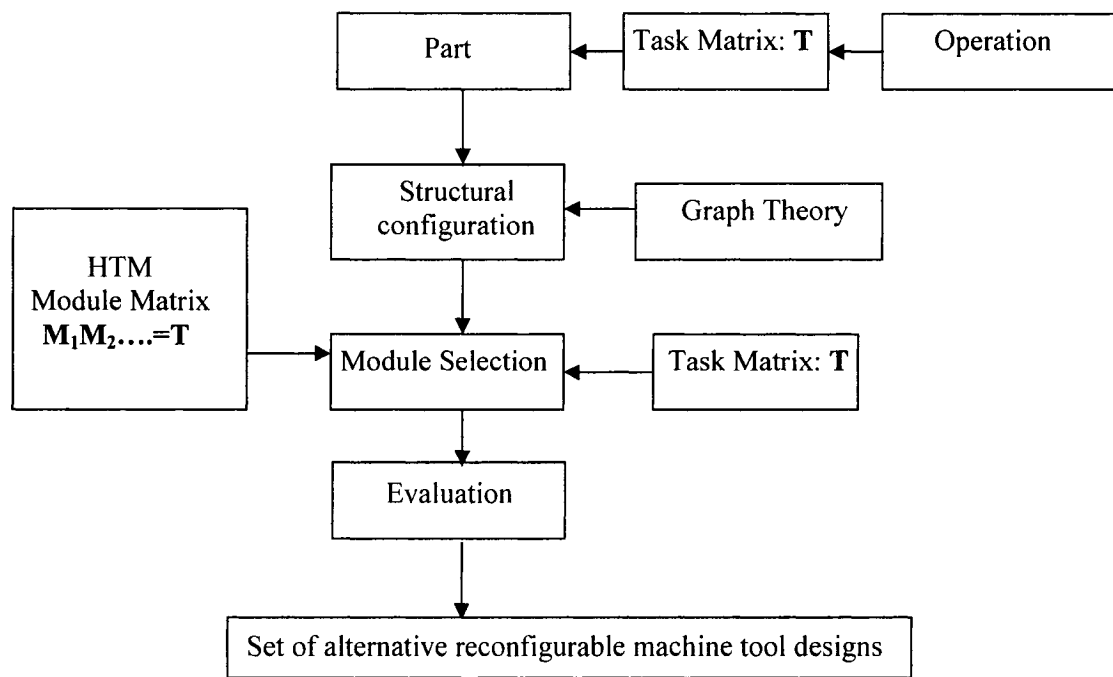 Part
Task Matrix: T
Operation
Structural
configuration
Graph Theory
HTM
Module Matrix
M₁M₂....=T
Module Selection
Task Matrix: T
Evaluation
Set of alternative reconfigurable machine tool designs